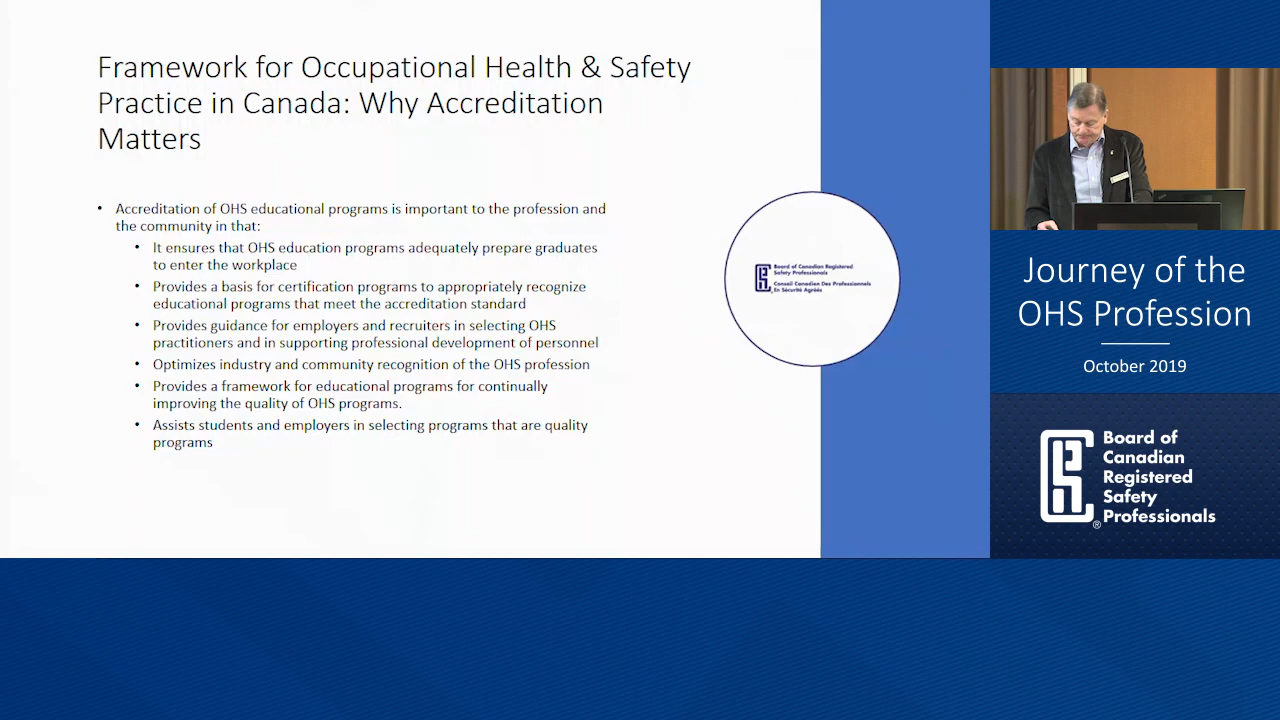 Framework for Occupational Health & Safety
Practice in Canada: Why Accreditation
Matters
• Accreditation of OHS educational programs is important to the profession and
the community in that:
• It ensures that OHS education programs adequately prepare graduates
to enter the workplace
• Provides a basis for certification programs to appropriately recognize
educational programs that meet the accreditation standard
• Provides guidance for employers and recruiters in selecting OHS
practitioners and in supporting professional development of personnel
• Optimizes industry and community recognition of the OHS profession
• Provides a framework for educational programs for continually
improving the quality of OHS programs.
• Assists students and employers in selecting programs that are quality
programs
Board of Canadian Registered
Safety Professionals
Conseil Canadien Des Professionnels
En Sécurité Agréés
Journey of the
OHS Profession
October 2019
Board of
Canadian
Registered
Safety
Professionals
®